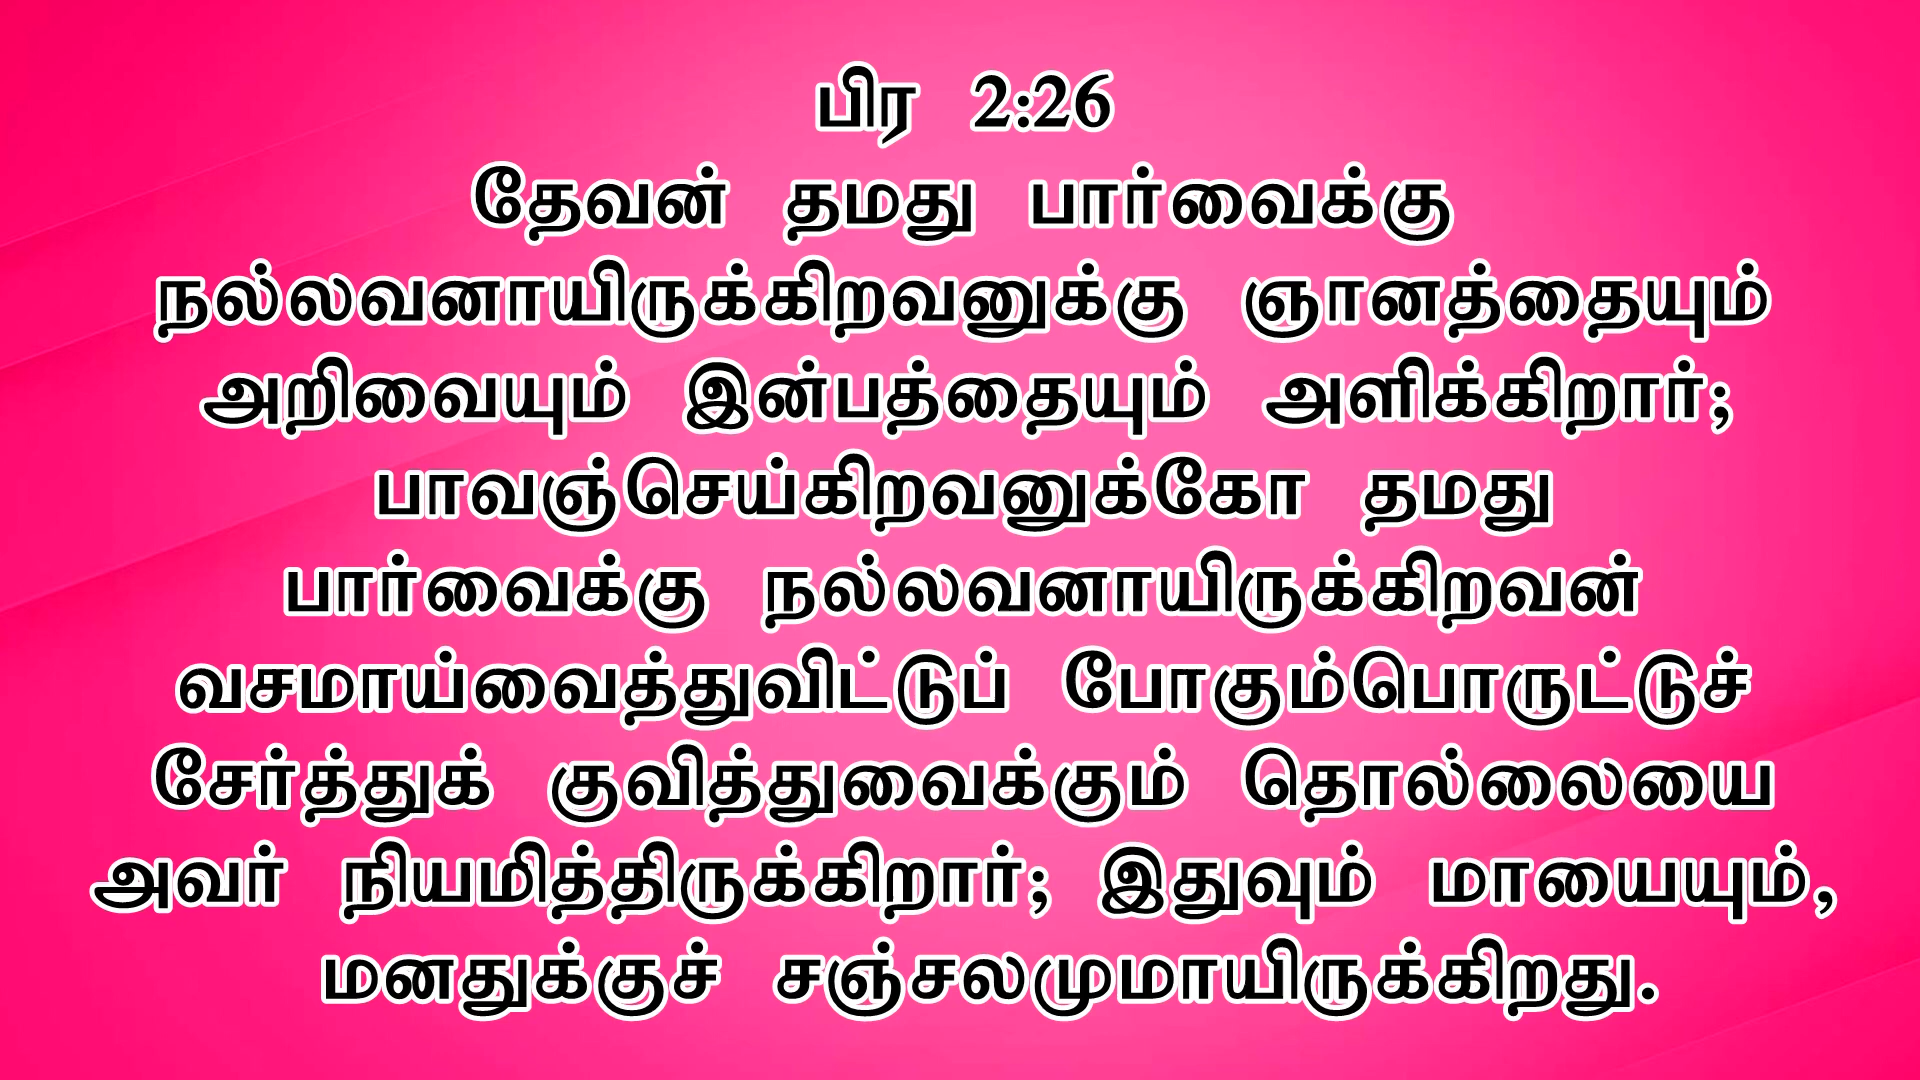 பிர 2:26
தேவன் தமது பார்வைக்கு
நல்லவனாயிருக்கிறவனுக்கு ஞானத்தையும்
அறிவையும் இன்பத்தையும் அளிக்கிறார்;
பாவஞ்செய்கிறவனுக்கோ தமது
பார்வைக்கு நல்லவனாயிருக்கிறவன்
வசமாய்வைத்துவிட்டுப் போகும்பொருட்டுச்
சேர்த்துக் குவித்துவைக்கும் தொல்லையை
அவர் நியமித்திருக்கிறார்; இதுவும் மாயையும்,
மனதுக்குச் சஞ்சலமுமாயிருக்கிறது.